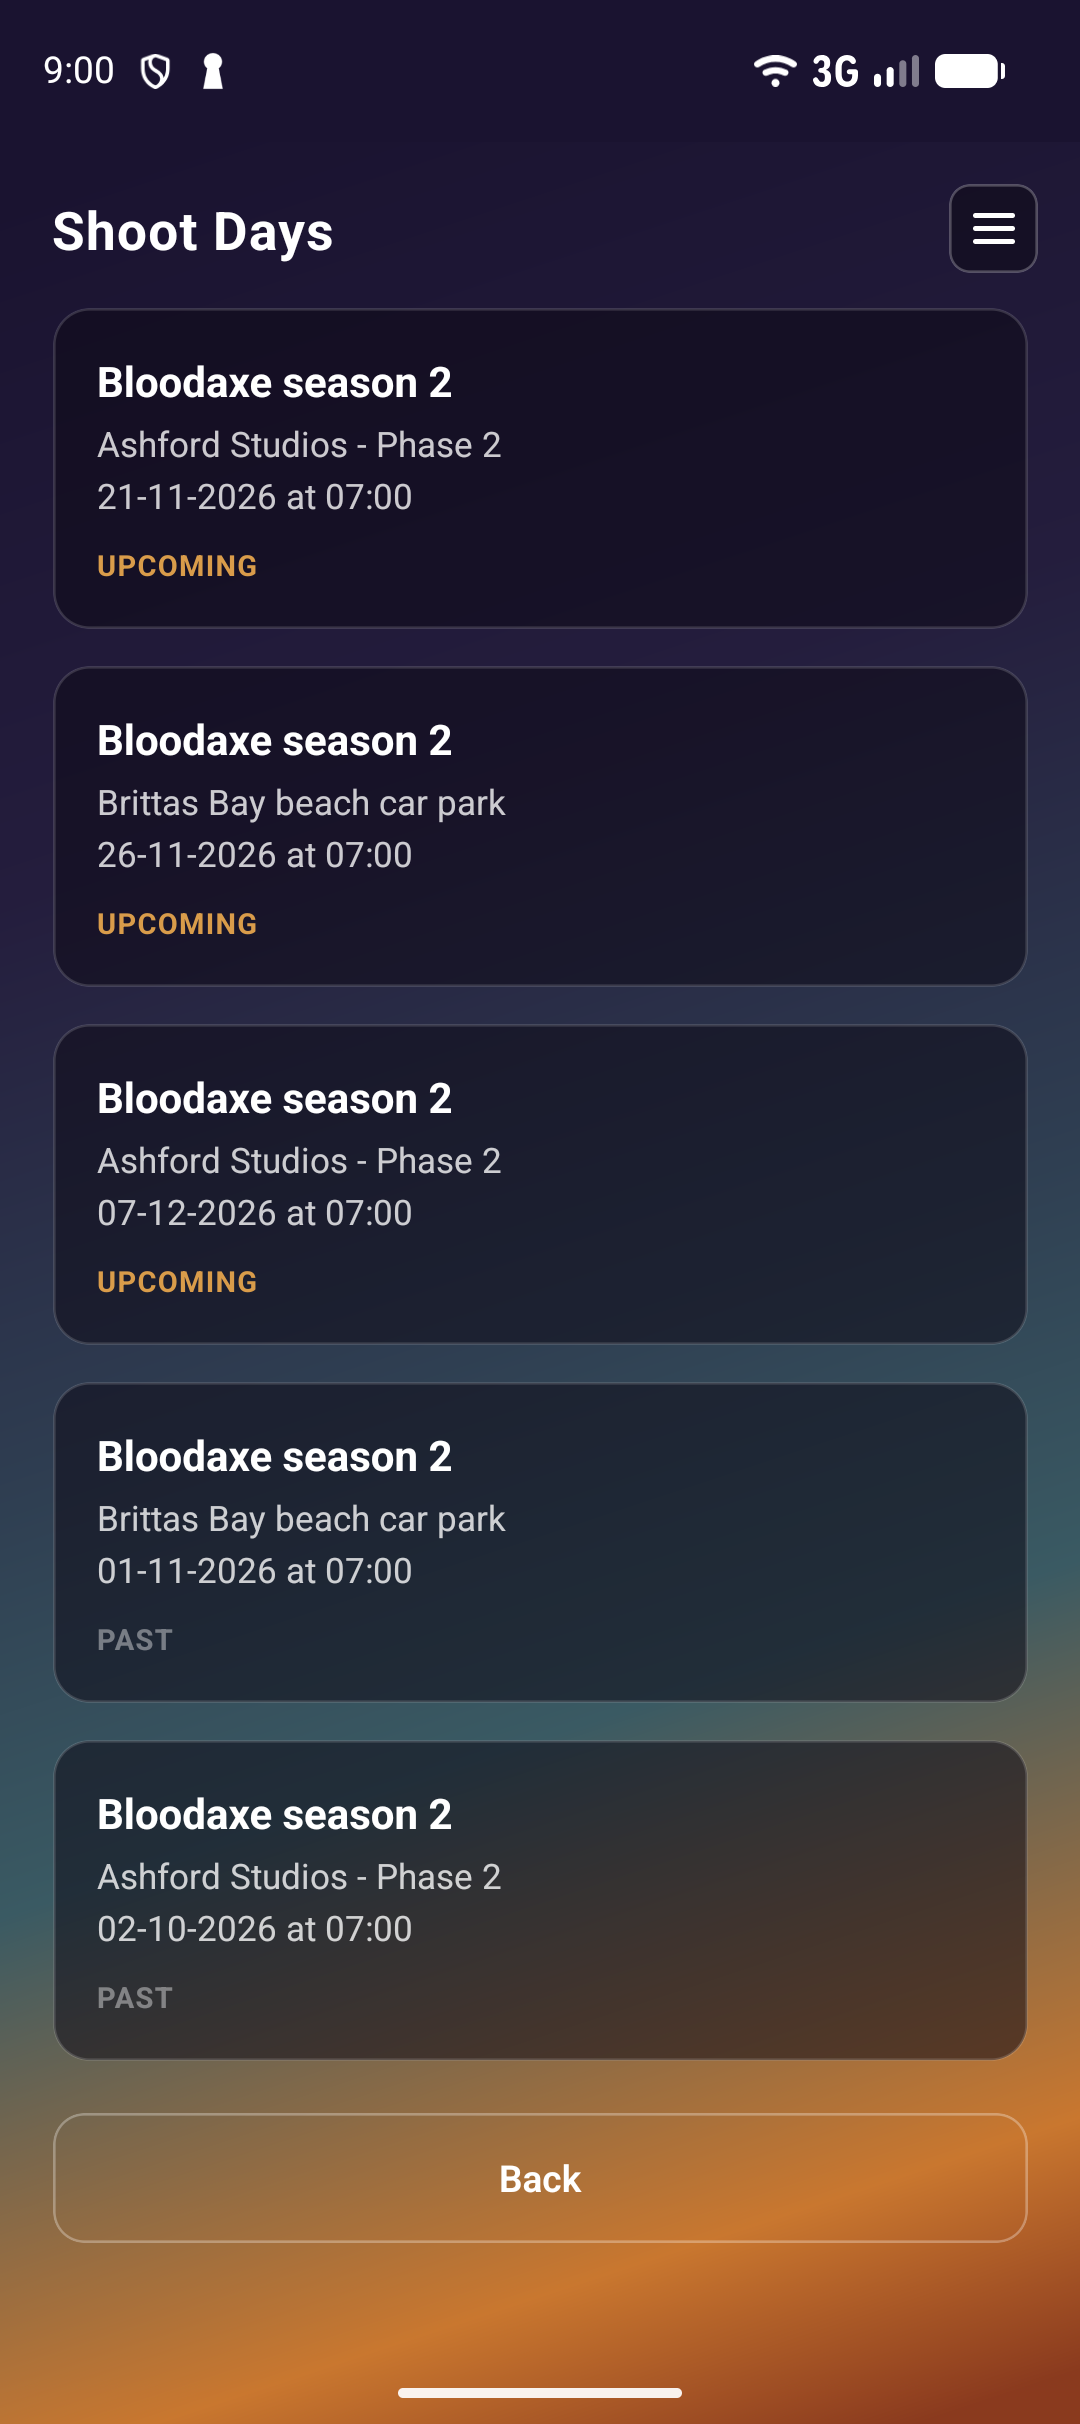 9:00
3G
Shoot Days
Bloodaxe season 2
Ashford Studios - Phase 2
21-11-2026 at 07:00
UPCOMING
Bloodaxe season 2
Brittas Bay beach car park
26-11-2026 at 07:00
UPCOMING
Bloodaxe season 2
Ashford Studios - Phase 2
07-12-2026 at 07:00
UPCOMING
Bloodaxe season 2
Brittas Bay beach car park
01-11-2026 at 07:00
PAST
Bloodaxe season 2
Ashford Studios - Phase 2
02-10-2026 at 07:00
PAST
Back